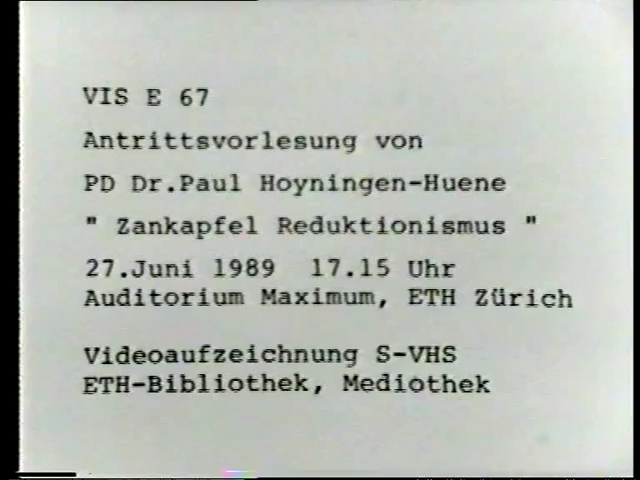 VIS E 67
Antrittsvorlesung von
PD Dr.Paul Hoyningen-Huene
" Zankapfel Reduktionismus "
27.Juni 1989  17.15 Uhr
Auditorium Maximum, ETH Zürich
Videoaufzeichnung S-VHS
ETH-Bibliothek, Mediothek